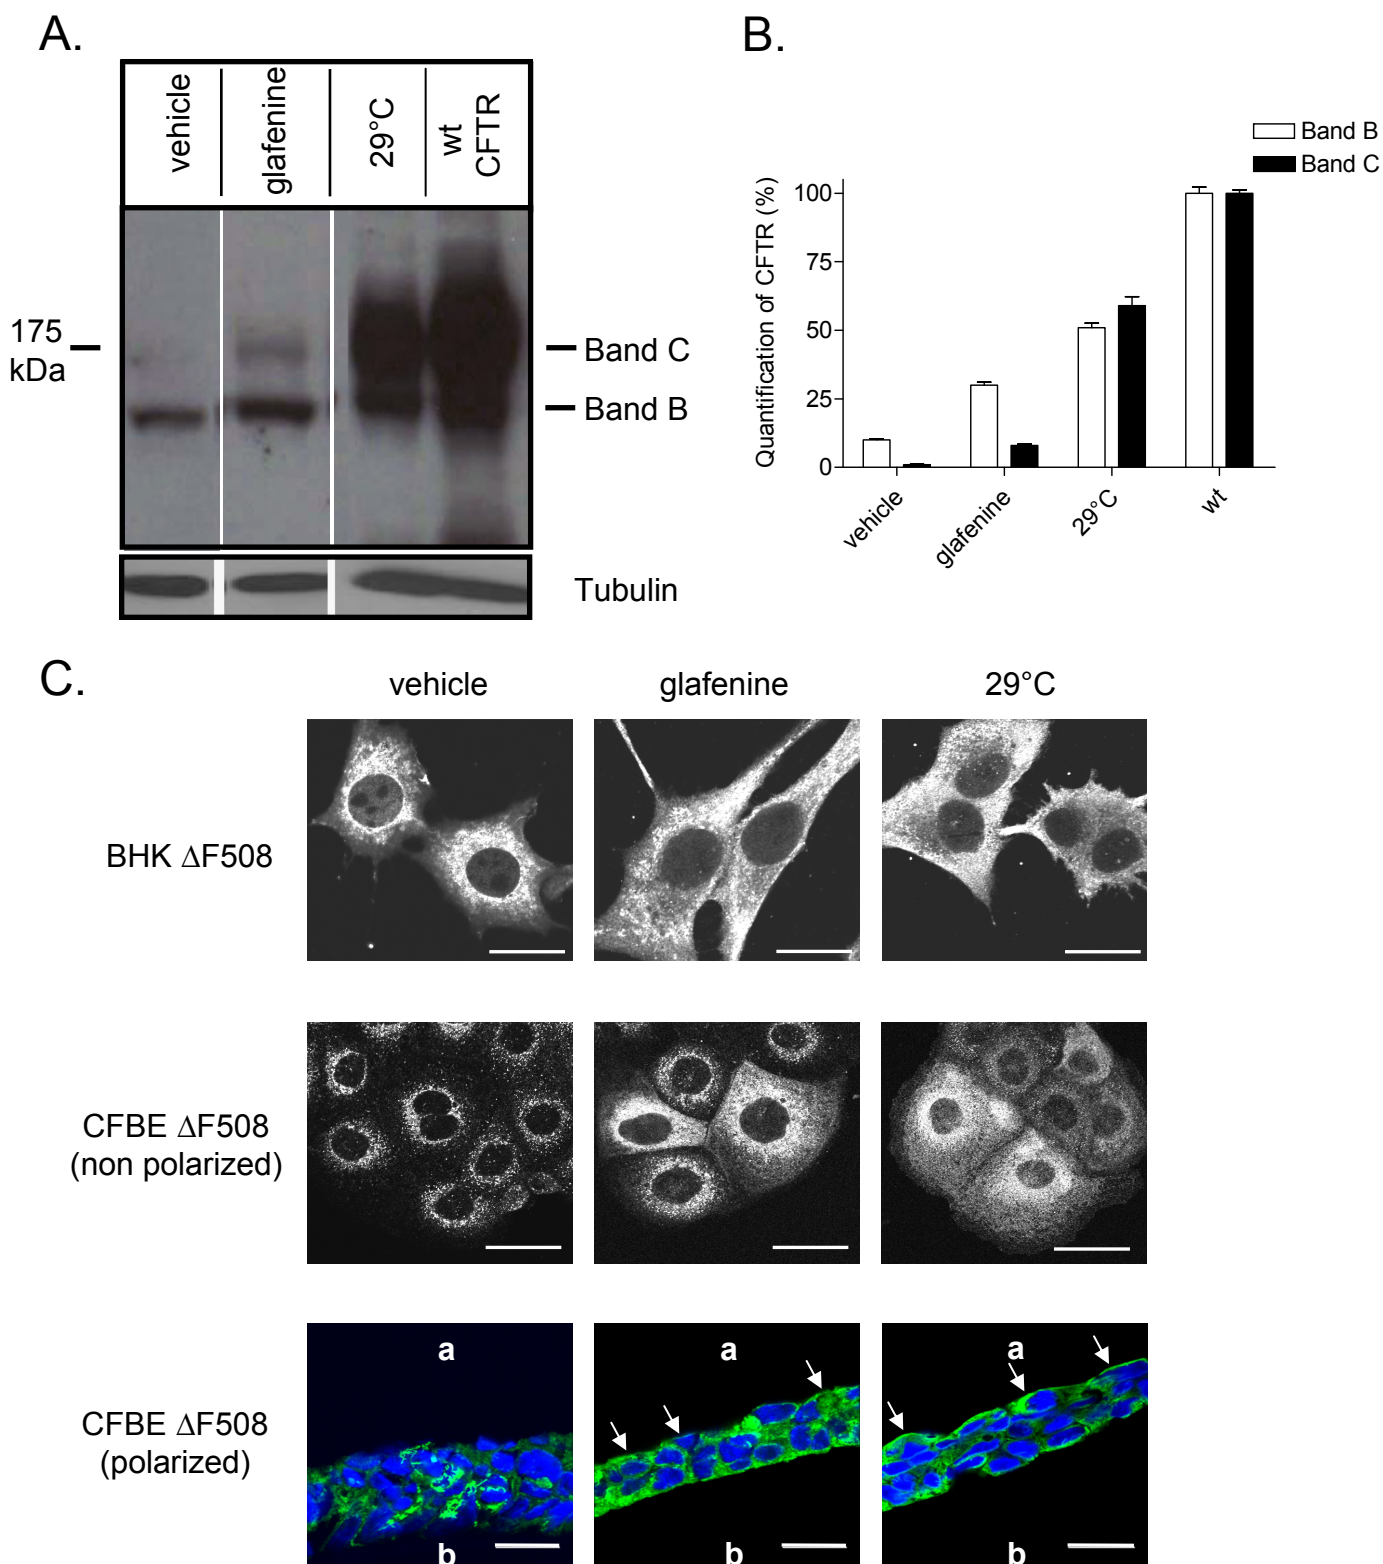 A.
vehicle
glafenine
29°C
wt
CFTR
175
kDa
Band C
Band B
Tubulin
B.
Band B
Band C
Quantification of CFTR (%)
100
75
50
25
0
vehicle
glafenine
29°C
wt
C.
vehicle
glafenine
29°C
BHK ΔF508
CFBE ΔF508
(non polarized)
CFBE ΔF508
(polarized)
a
a
a
b
b
b